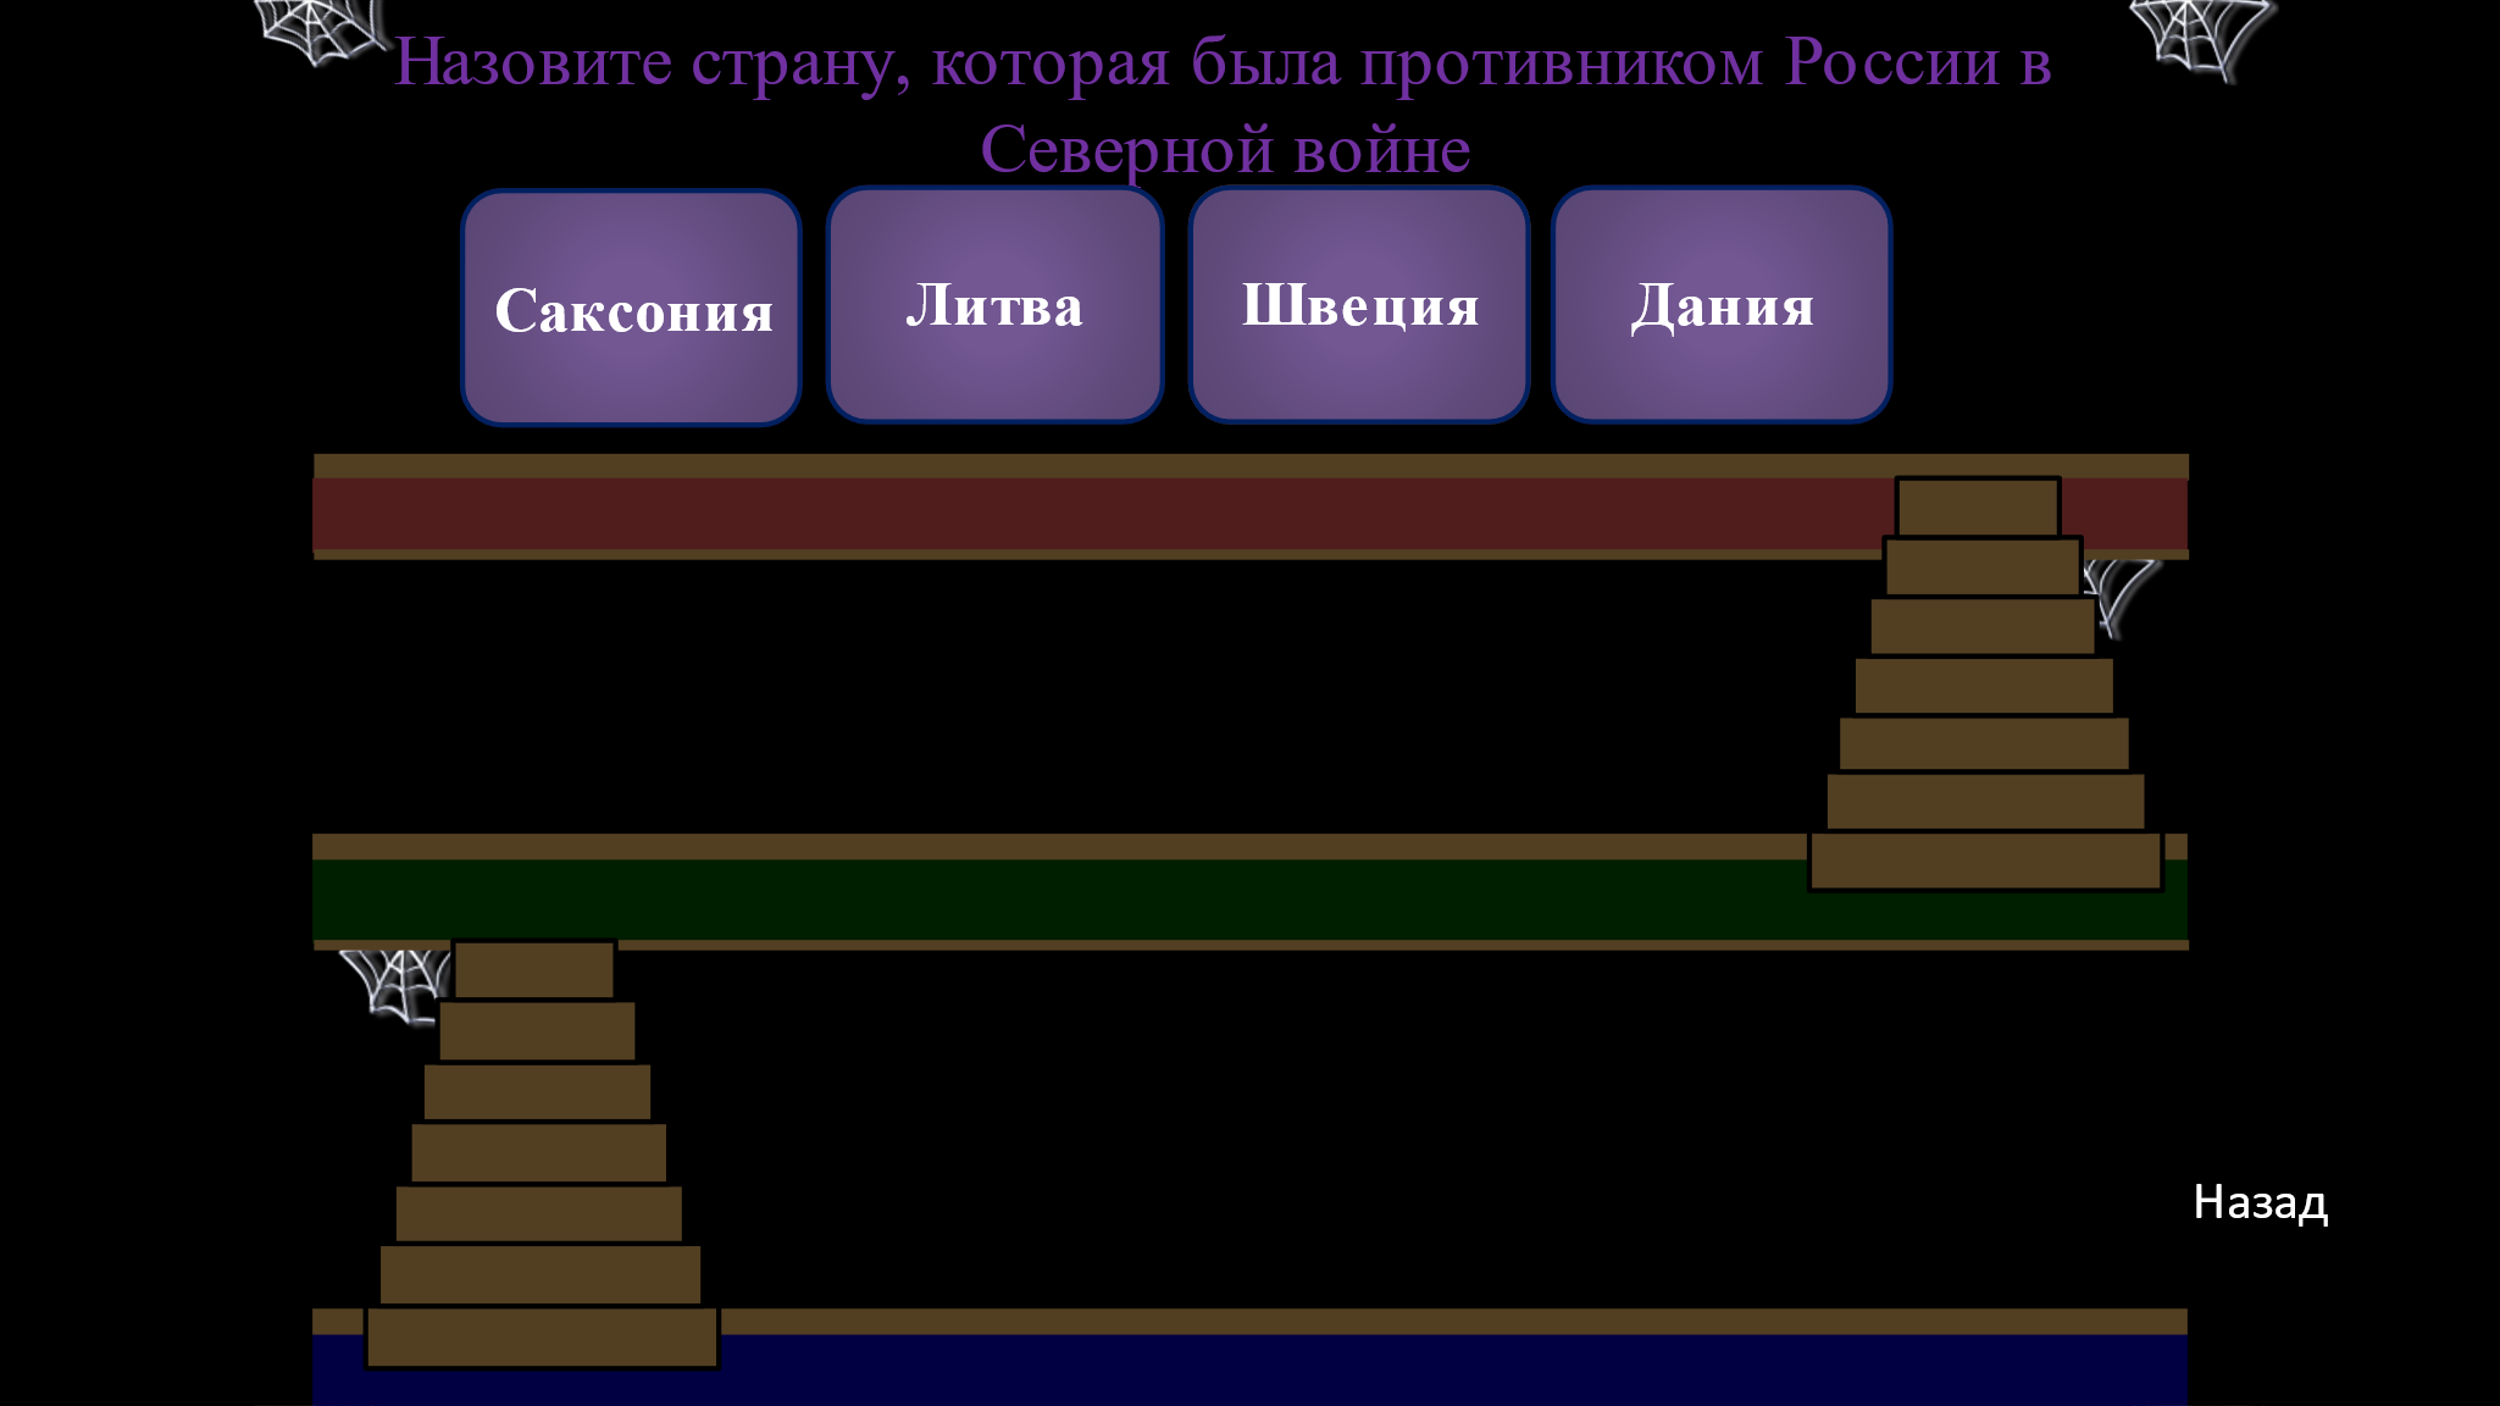 Назовите страну, которая была противником России в
Северной войне
Саксония
Литва
Швеция
Дания
Назад